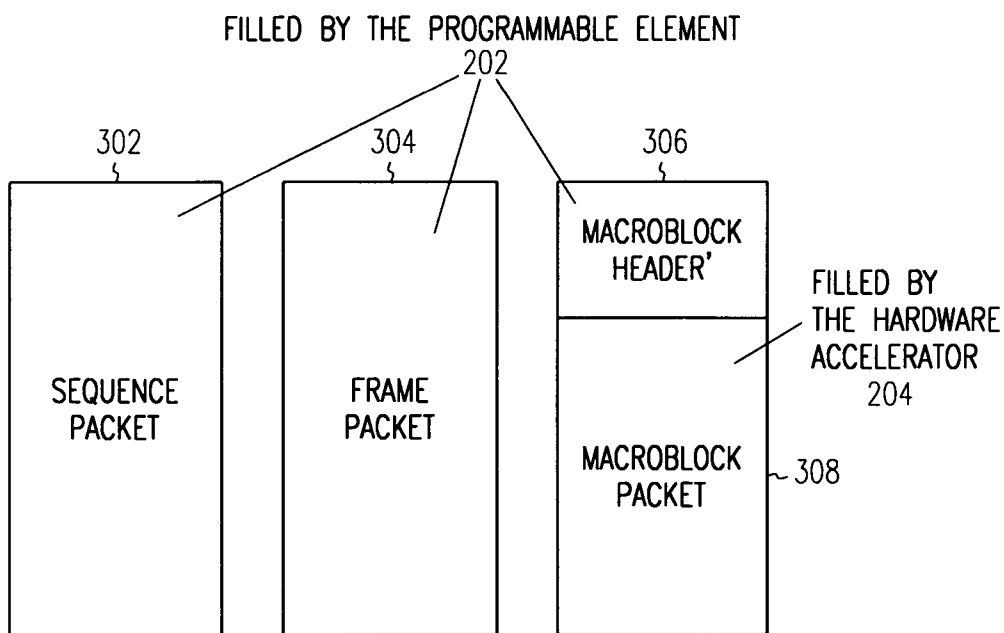 FILLED BY THE PROGRAMMABLE ELEMENT
202
302
304
306
SEQUENCE
PACKET
FRAME
PACKET
MACROBLOCK
HEADER'
FILLED BY
THE HARDWARE
ACCELERATOR
204
MACROBLOCK
PACKET
308